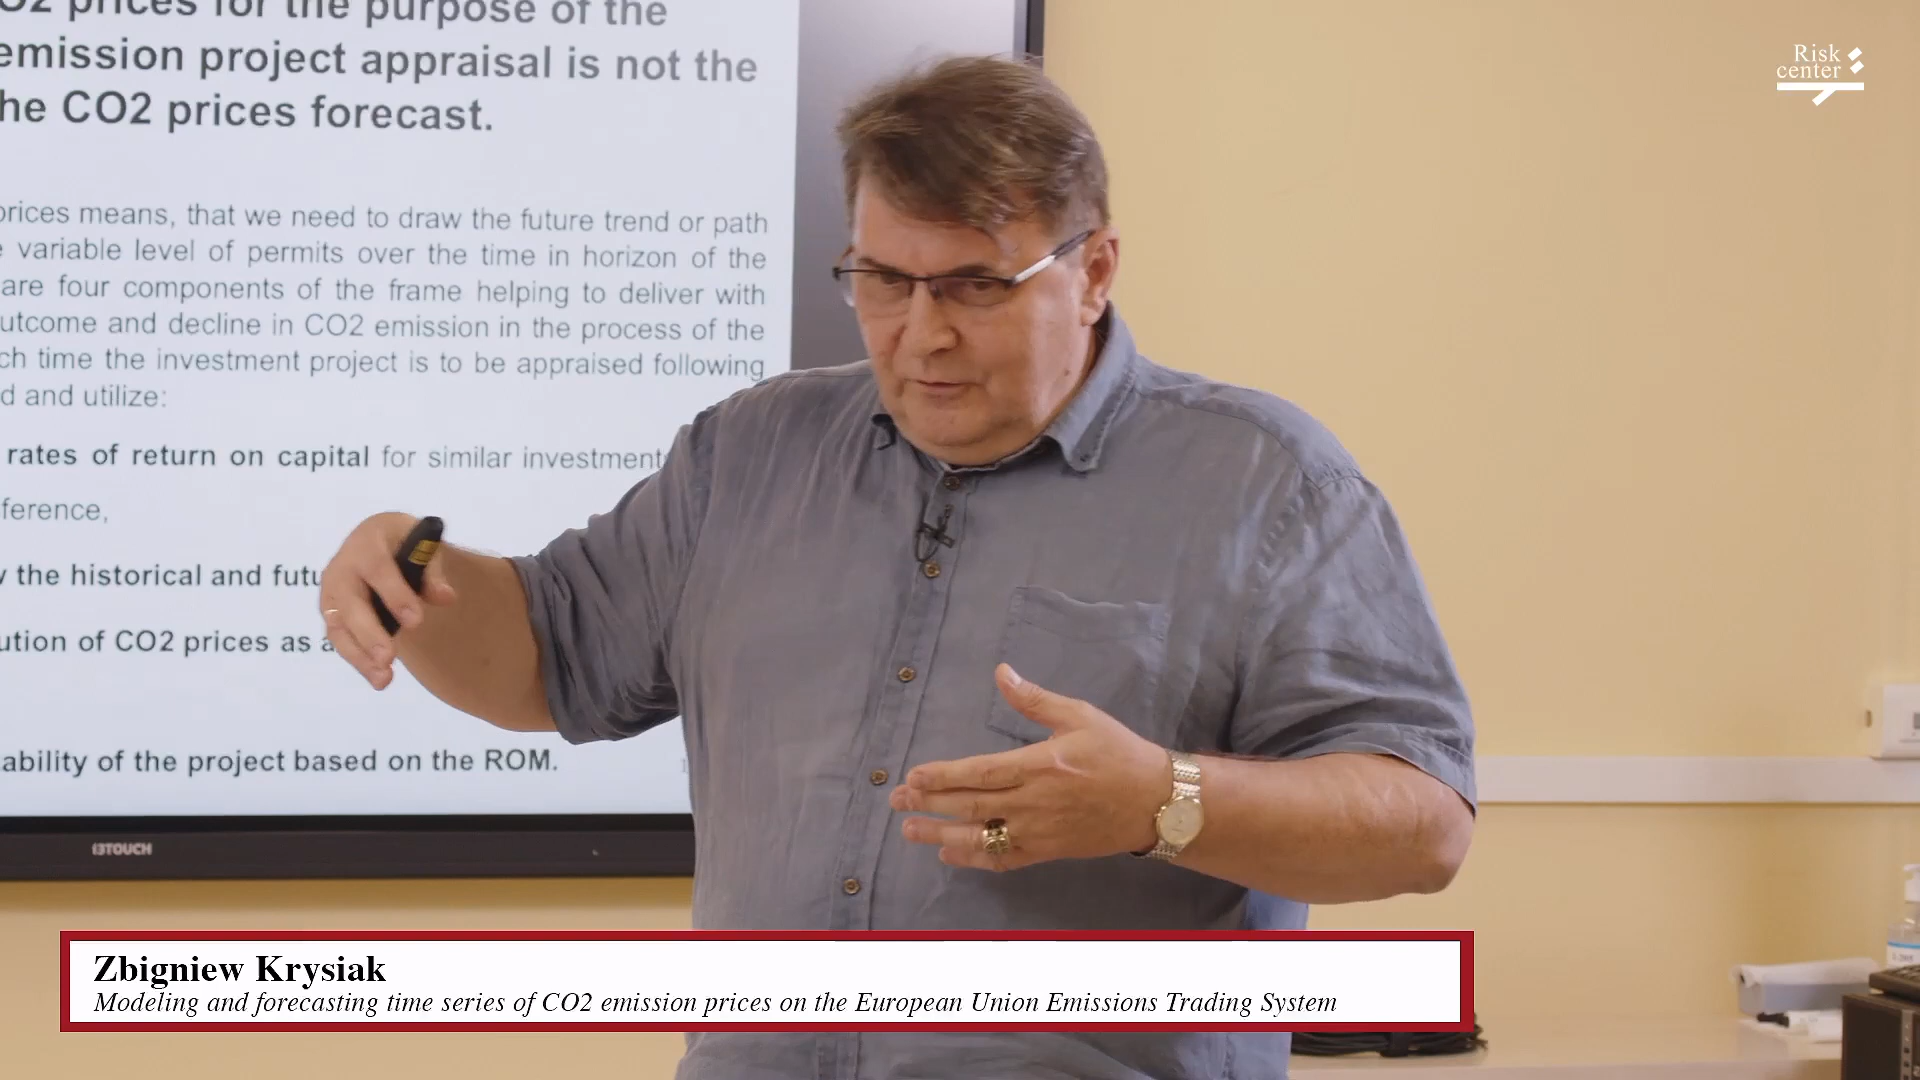 prices for the purpose of the
emission project appraisal is not the
he CO2 prices forecast.
prices means, that we need to draw the future trend or path
variable level of permits over the time in horizon of the
are four components of the frame helping to deliver with
utcome and decline in CO2 emission in the process of the
ch time the investment project is to be appraised following
d and utilize:
rates of return on capital for similar investments
ference,
the historical and futu
ution of CO2 prices as a
ability of the project based on the ROM.
i3TOUCH
Risk
center
Zbigniew Krysiak
Modeling and forecasting time series of CO2 emission prices on the European Union Emissions Trading System